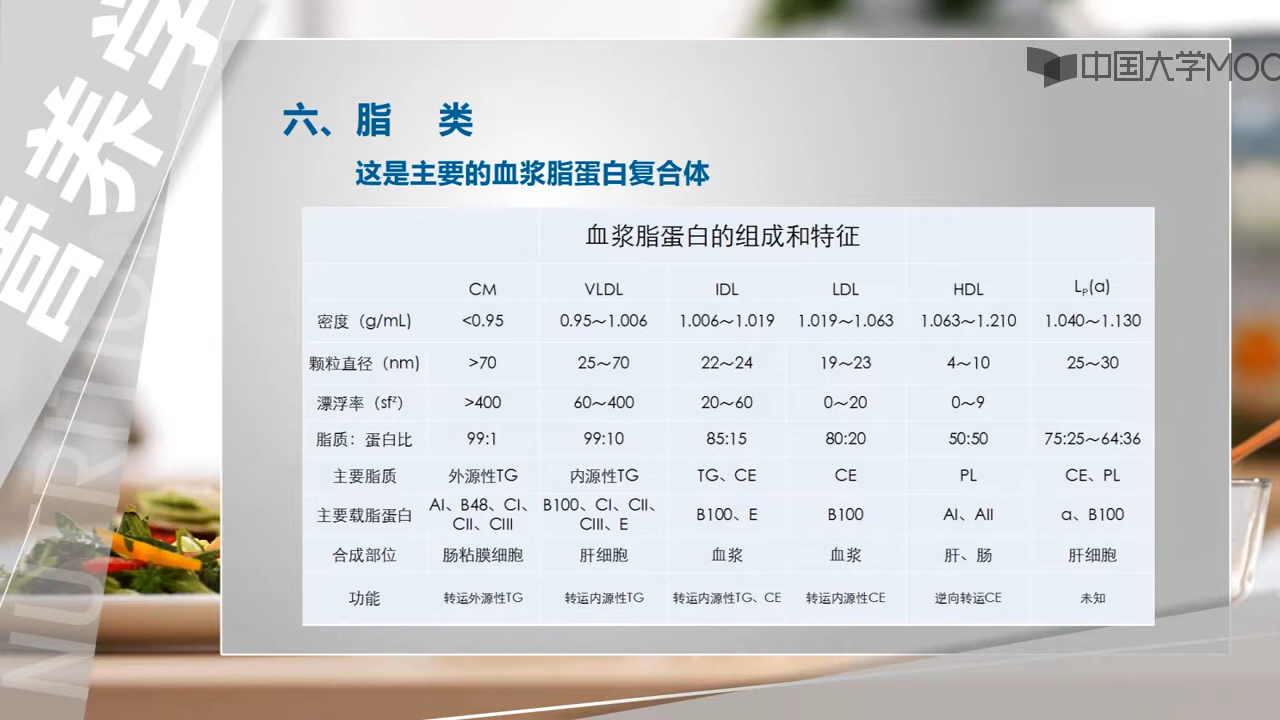 营养学
NUTRITION
中国大学MOO
六、脂 类
这是主要的血浆脂蛋白复合体
血浆脂蛋白的组成和特征
CM VLDL IDL LDL HDL LP(a)
密度（g/mL） <0.95 0.95～1.006 1.006～1.019 1.019～1.063 1.063～1.210 1.040～1.130
颗粒直径（nm） >70 25～70 22～24 19～23 4～10 25～30
漂浮率（sf²） >400 60～400 20～60 0～20 0～9
脂质：蛋白比 99:1 99:10 85:15 80:20 50:50 75:25～64:36
主要脂质 外源性TG 内源性TG TG、CE CE PL CE、PL
主要载脂蛋白 AI、B48、CI、CII、CIII B100、CI、CII、CIII、E B100、E B100 AI、AII a、B100
合成部位 肠粘膜细胞 肝细胞 血浆 血浆 肝、肠 肝细胞
功能 转运外源性TG 转运内源性TG 转运内源性TG、CE 转运内源性CE 逆向转运CE 未知